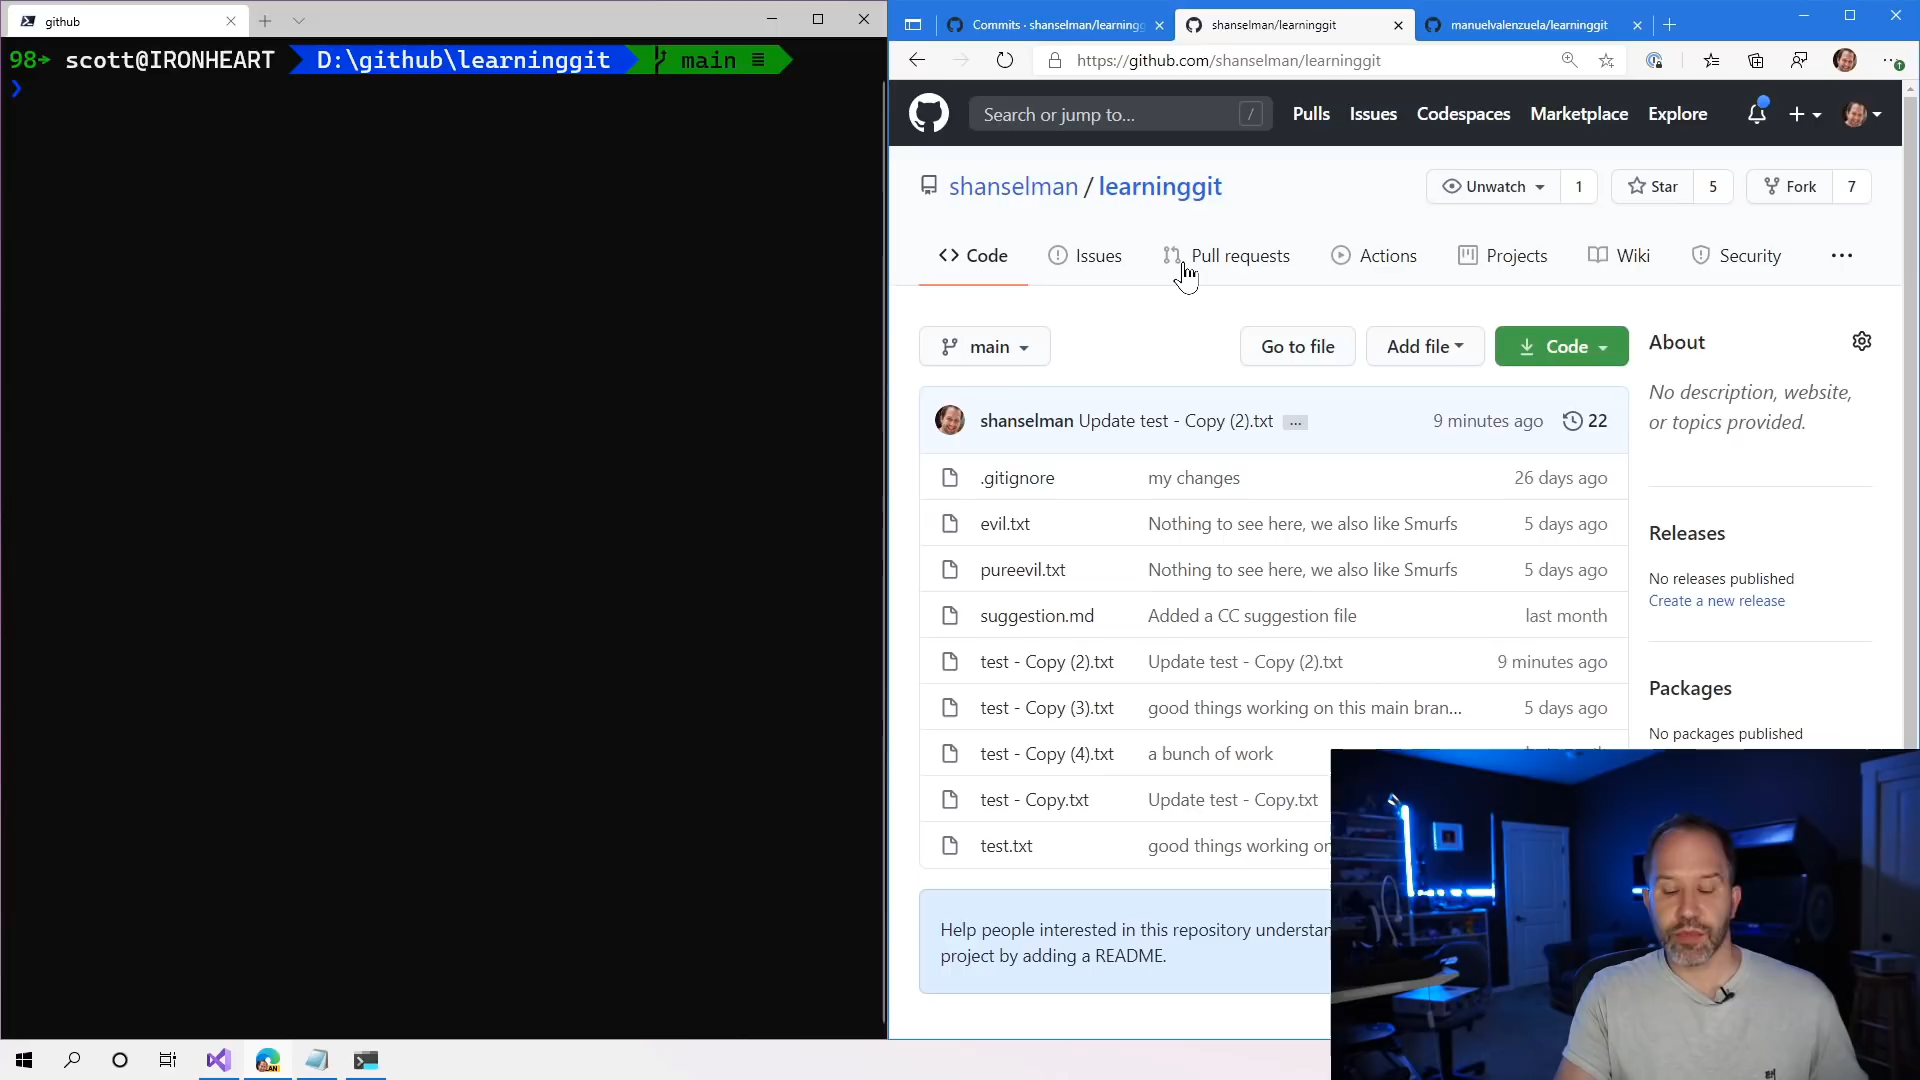 github
98 scott@IRONHEART D:\github\learninggit main ≡
❯
Commits · shanselman/learningg
shanselman/learninggit
manuelvalenzuela/learninggit
https://github.com/shanselman/learninggit
Search or jump to...
/
Pulls
Issues
Codespaces
Marketplace
Explore
shanselman / learninggit
Unwatch 1
Star 5
Fork 7
Code
Issues
Pull requests
Actions
Projects
Wiki
Security
main
Go to file
Add file
Code
shanselman Update test - Copy (2).txt ... 9 minutes ago 22
.gitignore my changes 26 days ago
evil.txt Nothing to see here, we also like Smurfs 5 days ago
pureevil.txt Nothing to see here, we also like Smurfs 5 days ago
suggestion.md Added a CC suggestion file last month
test - Copy (2).txt Update test - Copy (2).txt 9 minutes ago
test - Copy (3).txt good things working on this main bran... 5 days ago
test - Copy (4).txt a bunch of work
test - Copy.txt Update test - Copy.txt
test.txt good things working on
Help people interested in this repository understan
project by adding a README.
About
No description, website,
or topics provided.
Releases
No releases published
Create a new release
Packages
No packages published